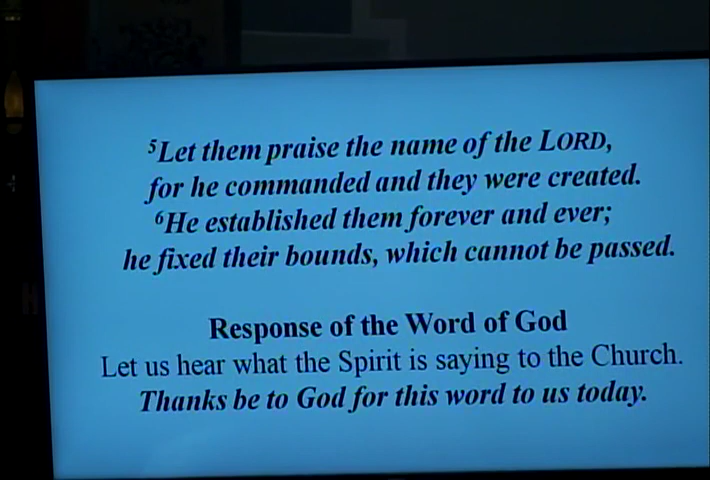 ⁵Let them praise the name of the LORD,
for he commanded and they were created.
⁶He established them forever and ever;
he fixed their bounds, which cannot be passed.
Response of the Word of God
Let us hear what the Spirit is saying to the Church.
Thanks be to God for this word to us today.